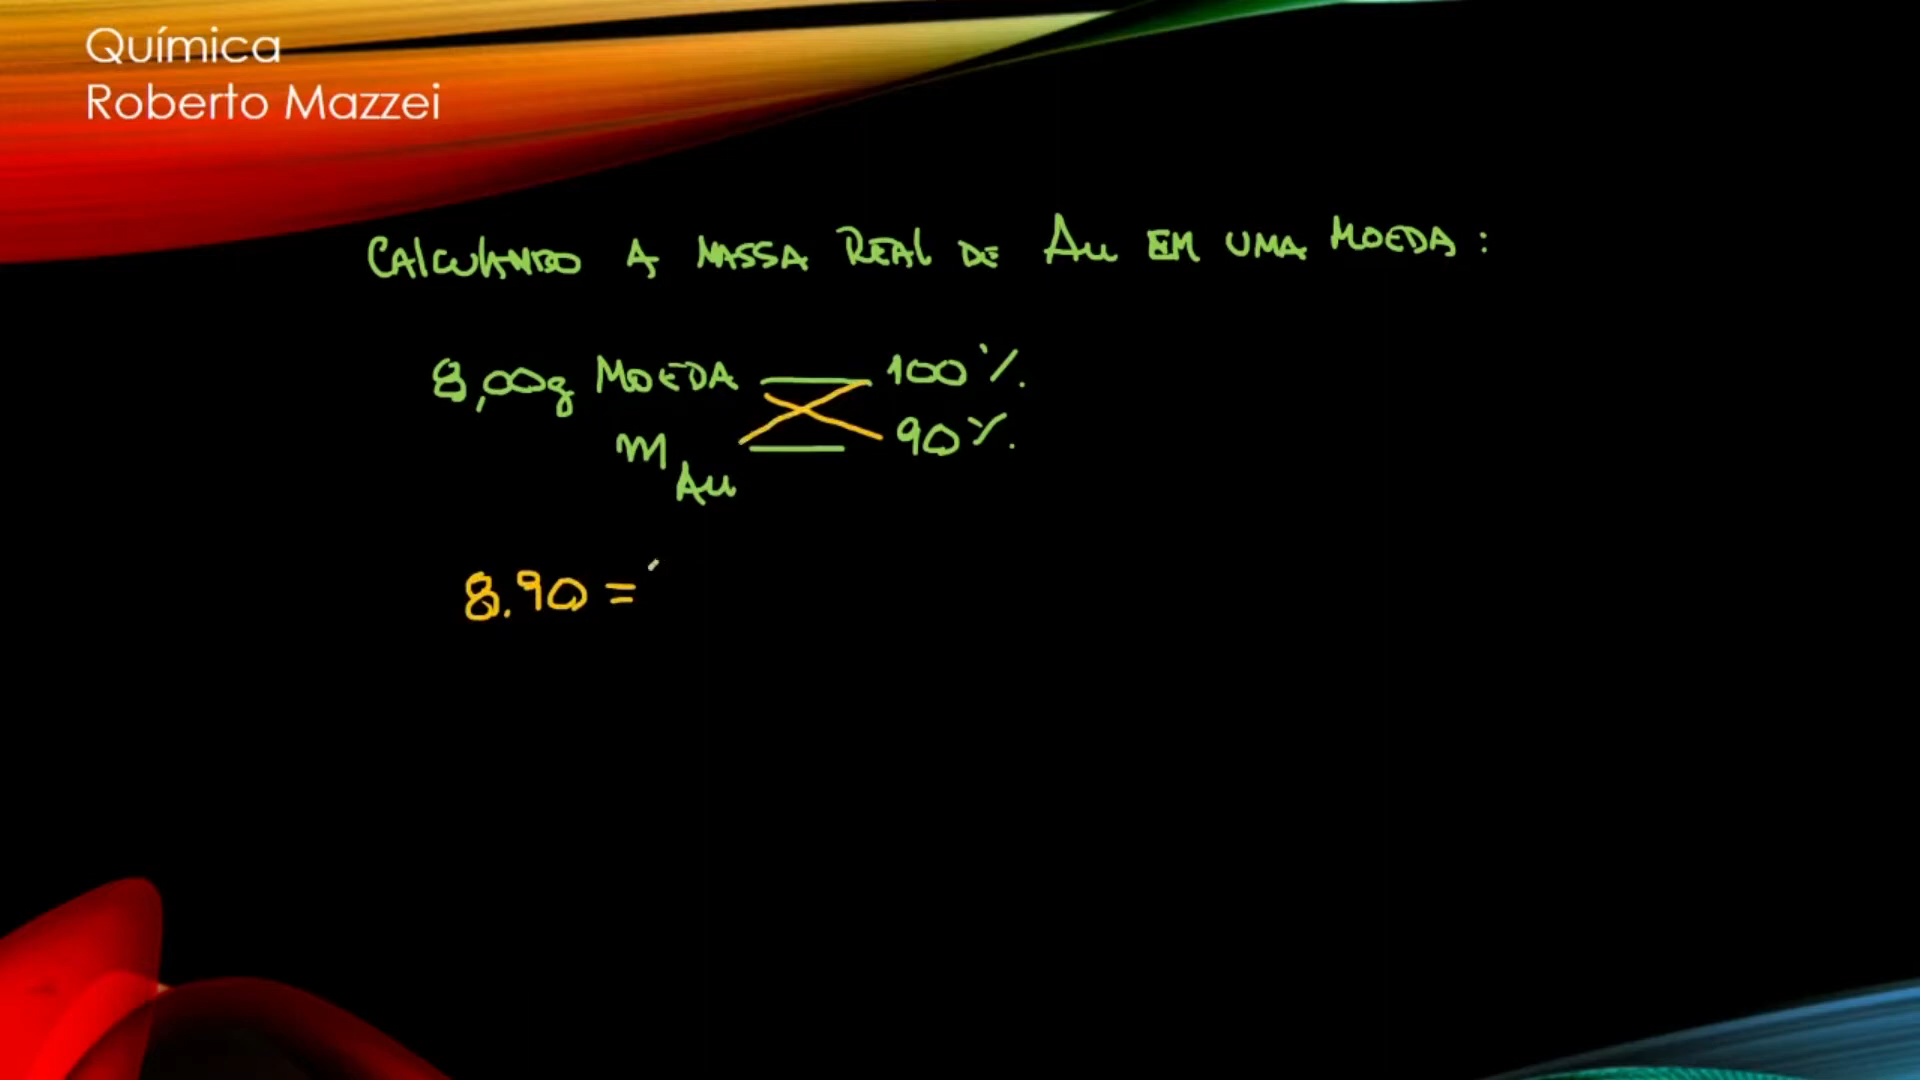 Química
Roberto Mazzei
CALCULANDO A MASSA REAL DE Au EM UMA MOEDA:
8,00g MOEDA 100%
m Au 90%
8.90 =